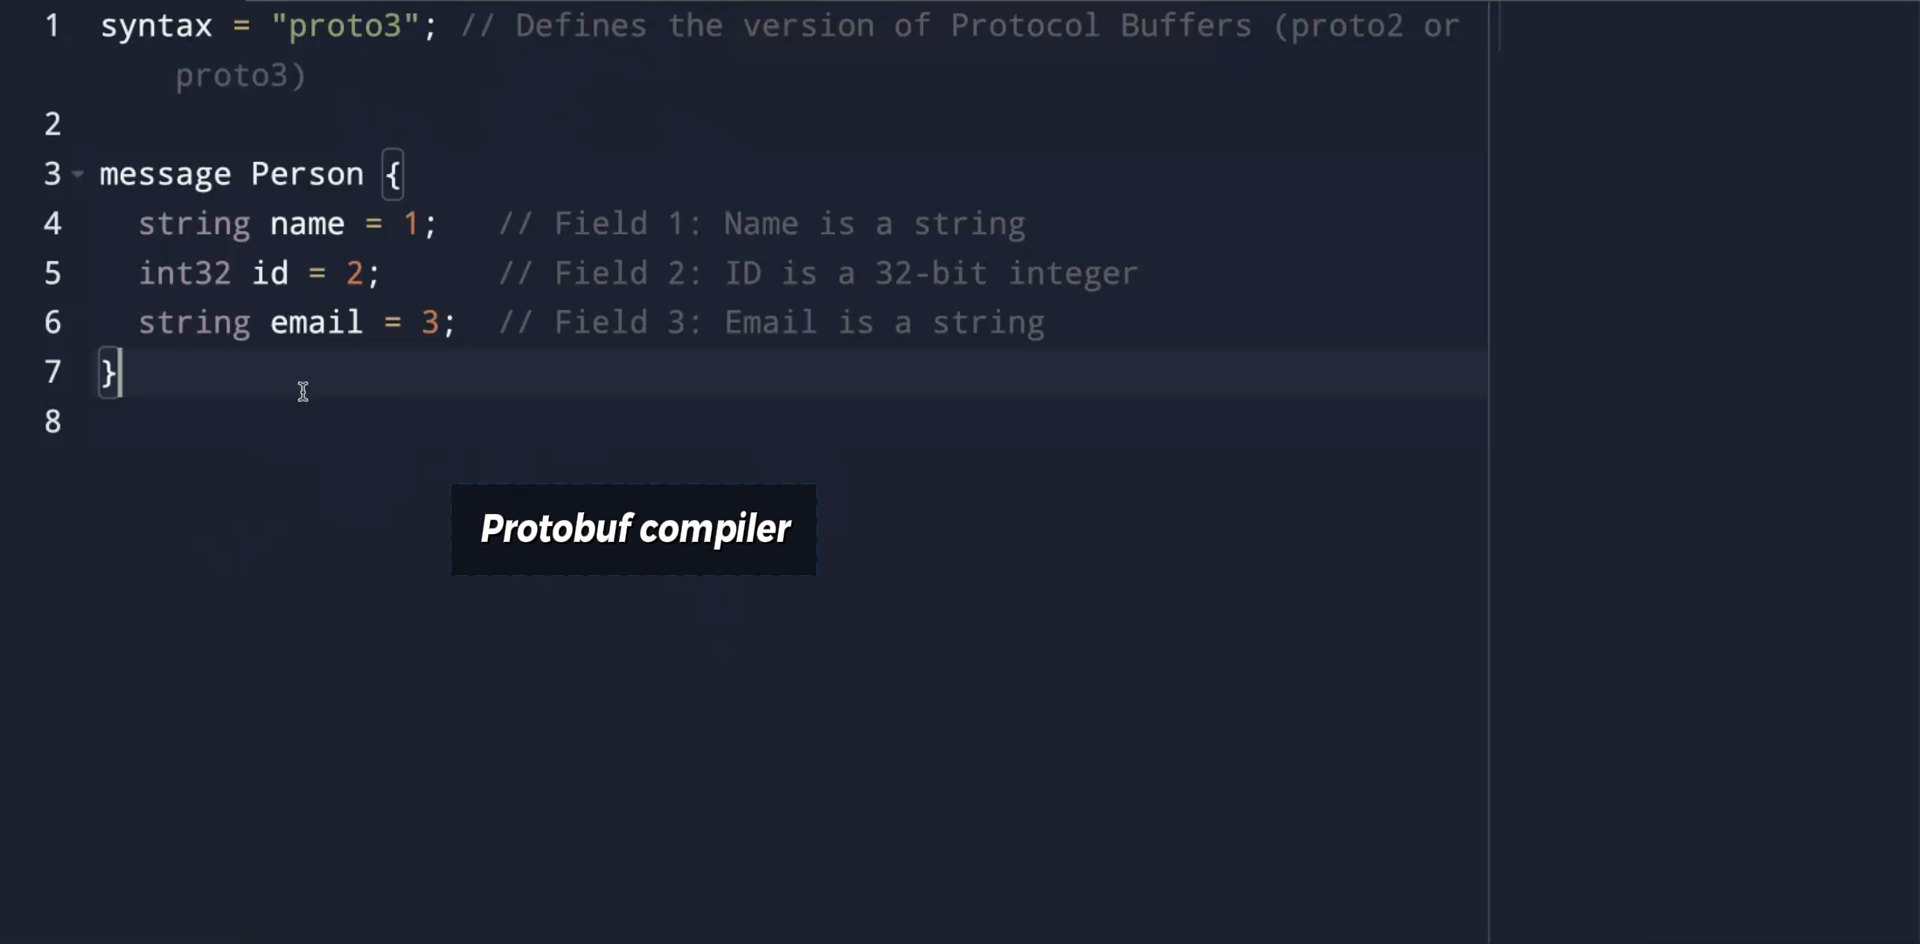 1 syntax = "proto3"; // Defines the version of Protocol Buffers (proto2 or
proto3)
2
3 message Person {
4 string name = 1; // Field 1: Name is a string
5 int32 id = 2; // Field 2: ID is a 32-bit integer
6 string email = 3; // Field 3: Email is a string
7 }
8
Protobuf compiler